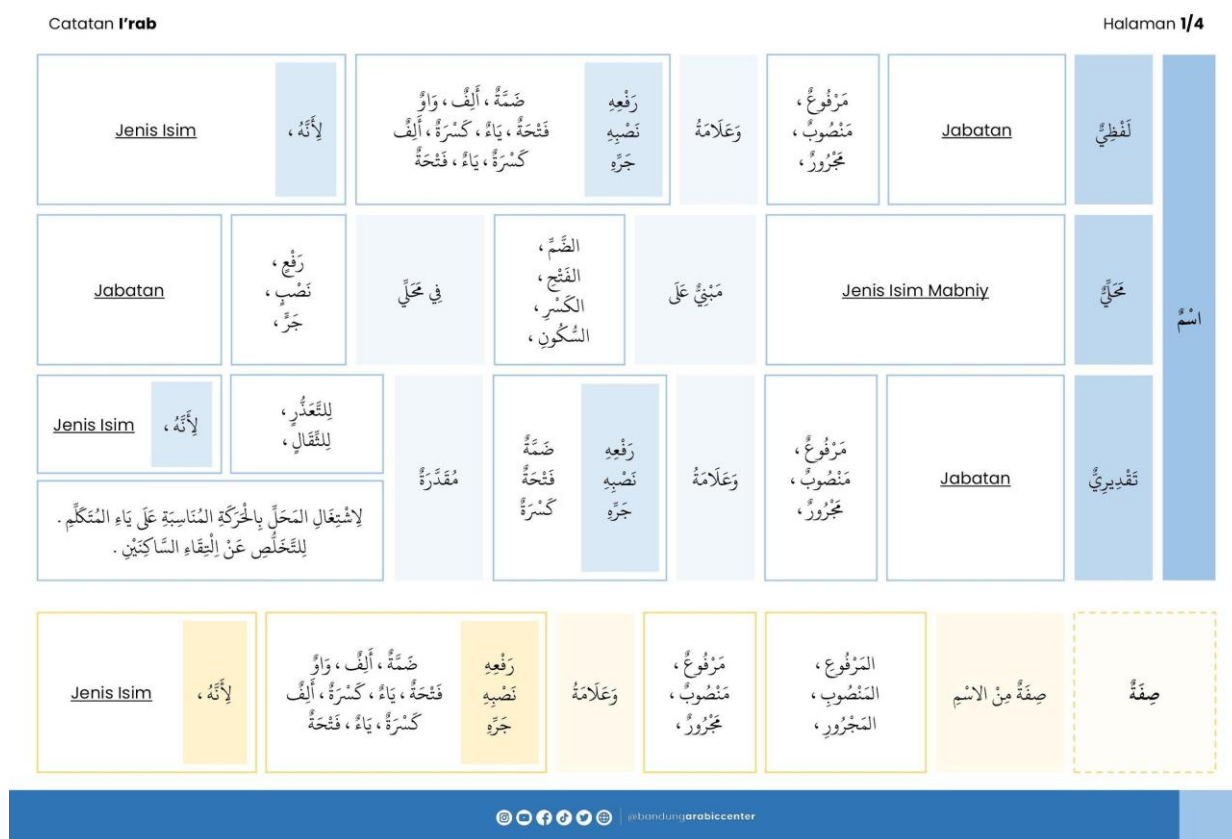 Catatan I'rab
Halaman 1/4
اسْمٌ
لَفْظِيٌّ
Jabatan
مَرْفُوعٌ ،
مَنْصُوبٌ ،
مَجْرُورٌ ،
وَعَلَامَةُ
رَفْعِهِ
نَصْبِهِ
جَرِّهِ
ضَمَّةٌ ، أَلِفٌ ، وَاوٌ
فَتْحَةٌ ، يَاءٌ ، كَسْرَةٌ ، أَلِفٌ
كَسْرَةٌ ، يَاءٌ ، فَتْحَةٌ
لِأَنَّهُ ،
Jenis Isim
مَحَلِّيٌّ
Jenis Isim Mabniy
مَبْنِيٌّ عَلَى
الضَّمِّ ،
الفَتْحِ ،
الكَسْرِ ،
السُّكُونِ ،
فِي مَحَلِّي
رَفْعٍ ،
نَصْبٍ ،
جَرٍّ ،
Jabatan
تَقْدِيرِيٌّ
Jabatan
مَرْفُوعٌ ،
مَنْصُوبٌ ،
مَجْرُورٌ ،
وَعَلَامَةُ
رَفْعِهِ
نَصْبِهِ
جَرِّهِ
ضَمَّةٌ
فَتْحَةٌ
كَسْرَةٌ
مُقَدَّرَةٌ
لِلتَّعَذُّرِ ،
لِلثِّقَالِ ،
لِأَنَّهُ ،
Jenis Isim
لِاشْتِغَالِ المَحَلِّ بِالْحَرَكَةِ المُنَاسِبَةِ عَلَى يَاءِ المُتَكَلِّمِ .
لِلتَّخَلُّصِ عَنْ اِلْتِقَاءِ السَّاكِنَيْنِ .
صِفَةٌ
صِفَةٌ مِنْ الاسْمِ
المَرْفُوعِ ،
المَنْصُوبِ ،
المَجْرُورِ ،
مَرْفُوعٌ ،
مَنْصُوبٌ ،
مَجْرُورٌ ،
وَعَلَامَةُ
رَفْعِهِ
نَصْبِهِ
جَرِّهِ
ضَمَّةٌ ، أَلِفٌ ، وَاوٌ
فَتْحَةٌ ، يَاءٌ ، كَسْرَةٌ ، أَلِفٌ
كَسْرَةٌ ، يَاءٌ ، فَتْحَةٌ
لِأَنَّهُ ،
Jenis Isim
@bandungarabiccenter